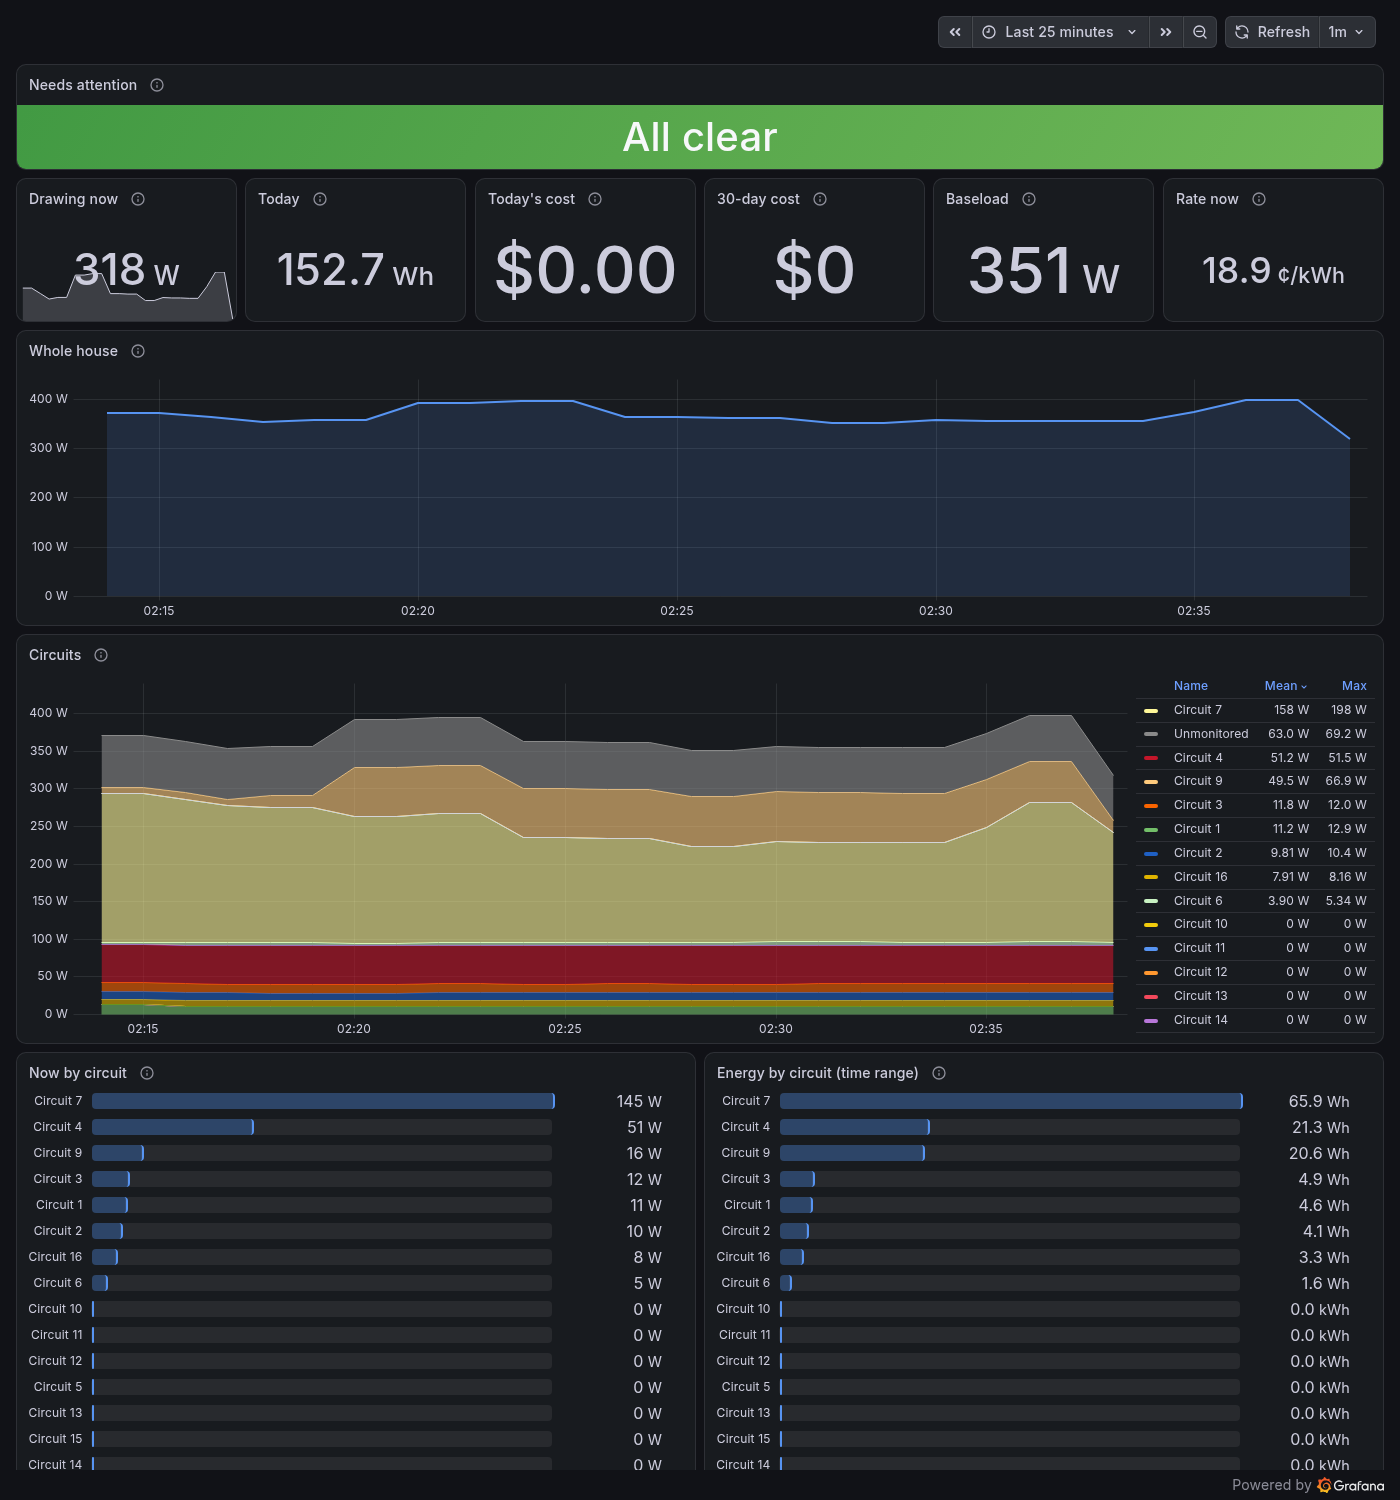 Last 25 minutes
Refresh
1m
Needs attention
All clear
Drawing now
318 W
Today
152.7 Wh
Today's cost
$0.00
30-day cost
$0
Baseload
351 W
Rate now
18.9 ¢/kWh
Whole house
400 W
300 W
200 W
100 W
0 W
02:15 02:20 02:25 02:30 02:35
Circuits
400 W
350 W
300 W
250 W
200 W
150 W
100 W
50 W
0 W
02:15 02:20 02:25 02:30 02:35
Name Mean Max
Circuit 7 158 W 198 W
Unmonitored 63.0 W 69.2 W
Circuit 4 51.2 W 51.5 W
Circuit 9 49.5 W 66.9 W
Circuit 3 11.8 W 12.0 W
Circuit 1 11.2 W 12.9 W
Circuit 2 9.81 W 10.4 W
Circuit 16 7.91 W 8.16 W
Circuit 6 3.90 W 5.34 W
Circuit 10 0 W 0 W
Circuit 11 0 W 0 W
Circuit 12 0 W 0 W
Circuit 13 0 W 0 W
Circuit 14 0 W 0 W
Now by circuit
Circuit 7 145 W
Circuit 4 51 W
Circuit 9 16 W
Circuit 3 12 W
Circuit 1 11 W
Circuit 2 10 W
Circuit 16 8 W
Circuit 6 5 W
Circuit 10 0 W
Circuit 11 0 W
Circuit 12 0 W
Circuit 5 0 W
Circuit 13 0 W
Circuit 15 0 W
Circuit 14 0 W
Energy by circuit (time range)
Circuit 7 65.9 Wh
Circuit 4 21.3 Wh
Circuit 9 20.6 Wh
Circuit 3 4.9 Wh
Circuit 1 4.6 Wh
Circuit 2 4.1 Wh
Circuit 16 3.3 Wh
Circuit 6 1.6 Wh
Circuit 10 0.0 kWh
Circuit 11 0.0 kWh
Circuit 12 0.0 kWh
Circuit 5 0.0 kWh
Circuit 13 0.0 kWh
Circuit 15 0.0 kWh
Circuit 14 0.0 kWh
Powered by Grafana